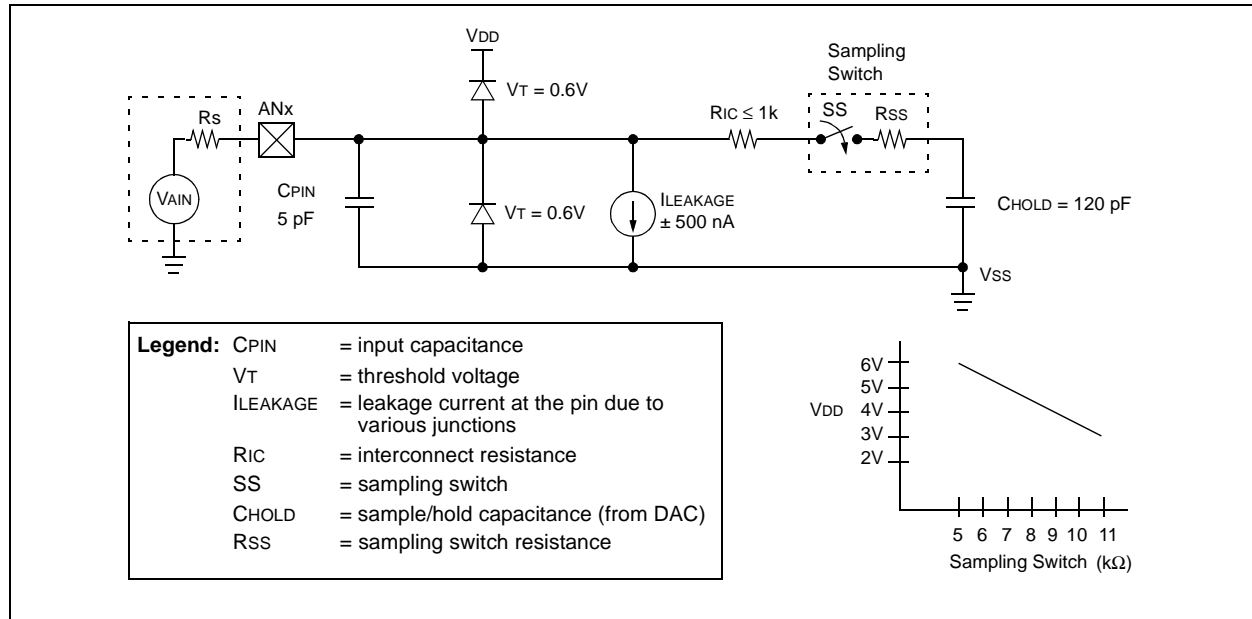 VDD
Sampling
Switch
VT = 0.6V
ANx
RIC ≤ 1k
SS
RSS
Rs
VAIN
CPIN
5 pF
VT = 0.6V
ILEAKAGE
± 500 nA
CHOLD = 120 pF
VSS
Legend: CPIN = input capacitance
VT = threshold voltage
ILEAKAGE = leakage current at the pin due to
various junctions
RIC = interconnect resistance
SS = sampling switch
CHOLD = sample/hold capacitance (from DAC)
RSS = sampling switch resistance
6V
5V
VDD 4V
3V
2V
5 6 7 8 9 10 11
Sampling Switch (kΩ)